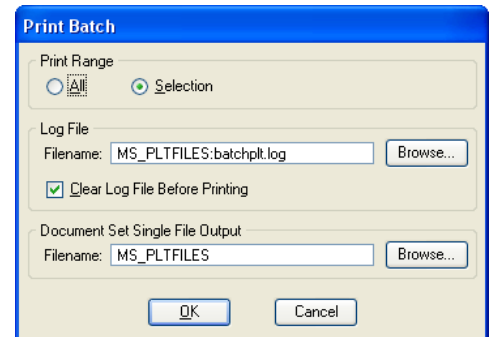 Print Batch
Print Range
All Selection
Log File
Filename: MS_PLTFILES:batchplt.log Browse...
Clear Log File Before Printing
Document Set Single File Output
Filename: MS_PLTFILES Browse...
OK Cancel